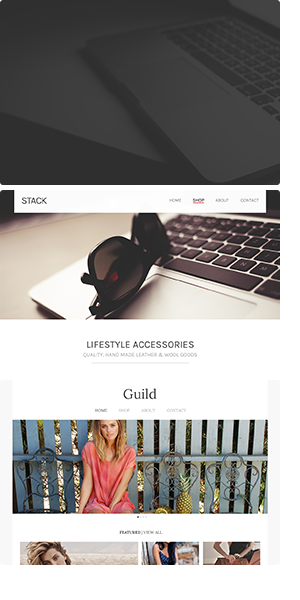 STACK
HOME SHOP ABOUT CONTACT
LIFESTYLE ACCESSORIES
QUALITY, HAND MADE LEATHER & WOOL GOODS
Guild
HOME SHOP ABOUT CONTACT
FEATURED | VIEW ALL